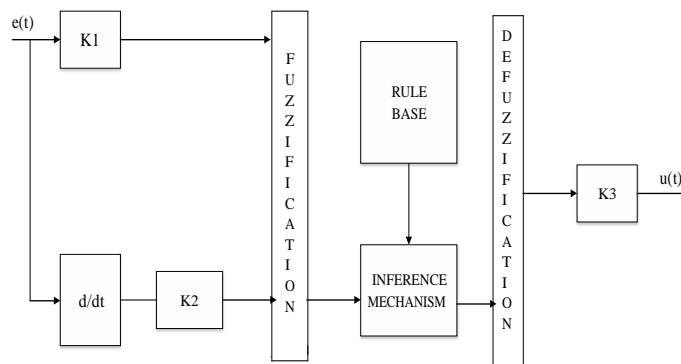 e(t)
K1
d/dt
K2
FUZZIFICATION
RULE
BASE
INFERENCE
MECHANISM
DEFUZZIFICATION
K3
u(t)